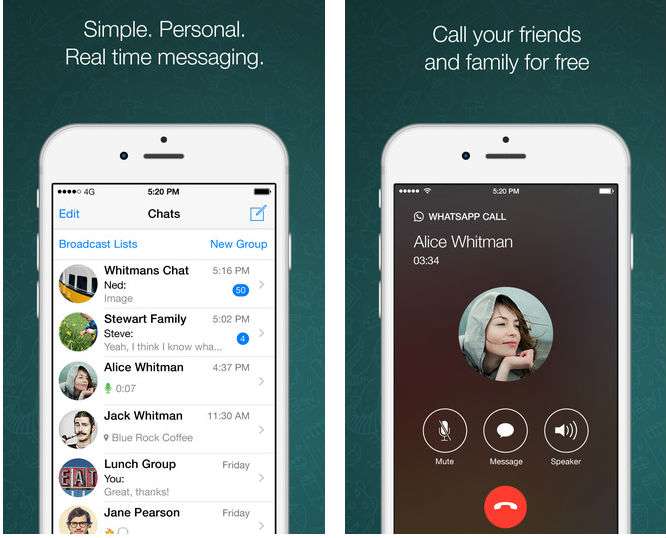 Simple. Personal.
Real time messaging.
4G 5:20 PM
Edit Chats
Broadcast Lists New Group
Whitmans Chat 5:16 PM
Ned:
Image 50
Stewart Family 5:02 PM
Steve:
Yeah, I think I know wha... 4
Alice Whitman 4:37 PM
0:07
Jack Whitman 11:30 AM
Blue Rock Coffee
Lunch Group Friday
You:
Great, thanks!
EAT
Jane Pearson Friday
Call your friends
and family for free
5:20 PM
WHATSAPP CALL
Alice Whitman
03:34
Mute Message Speaker